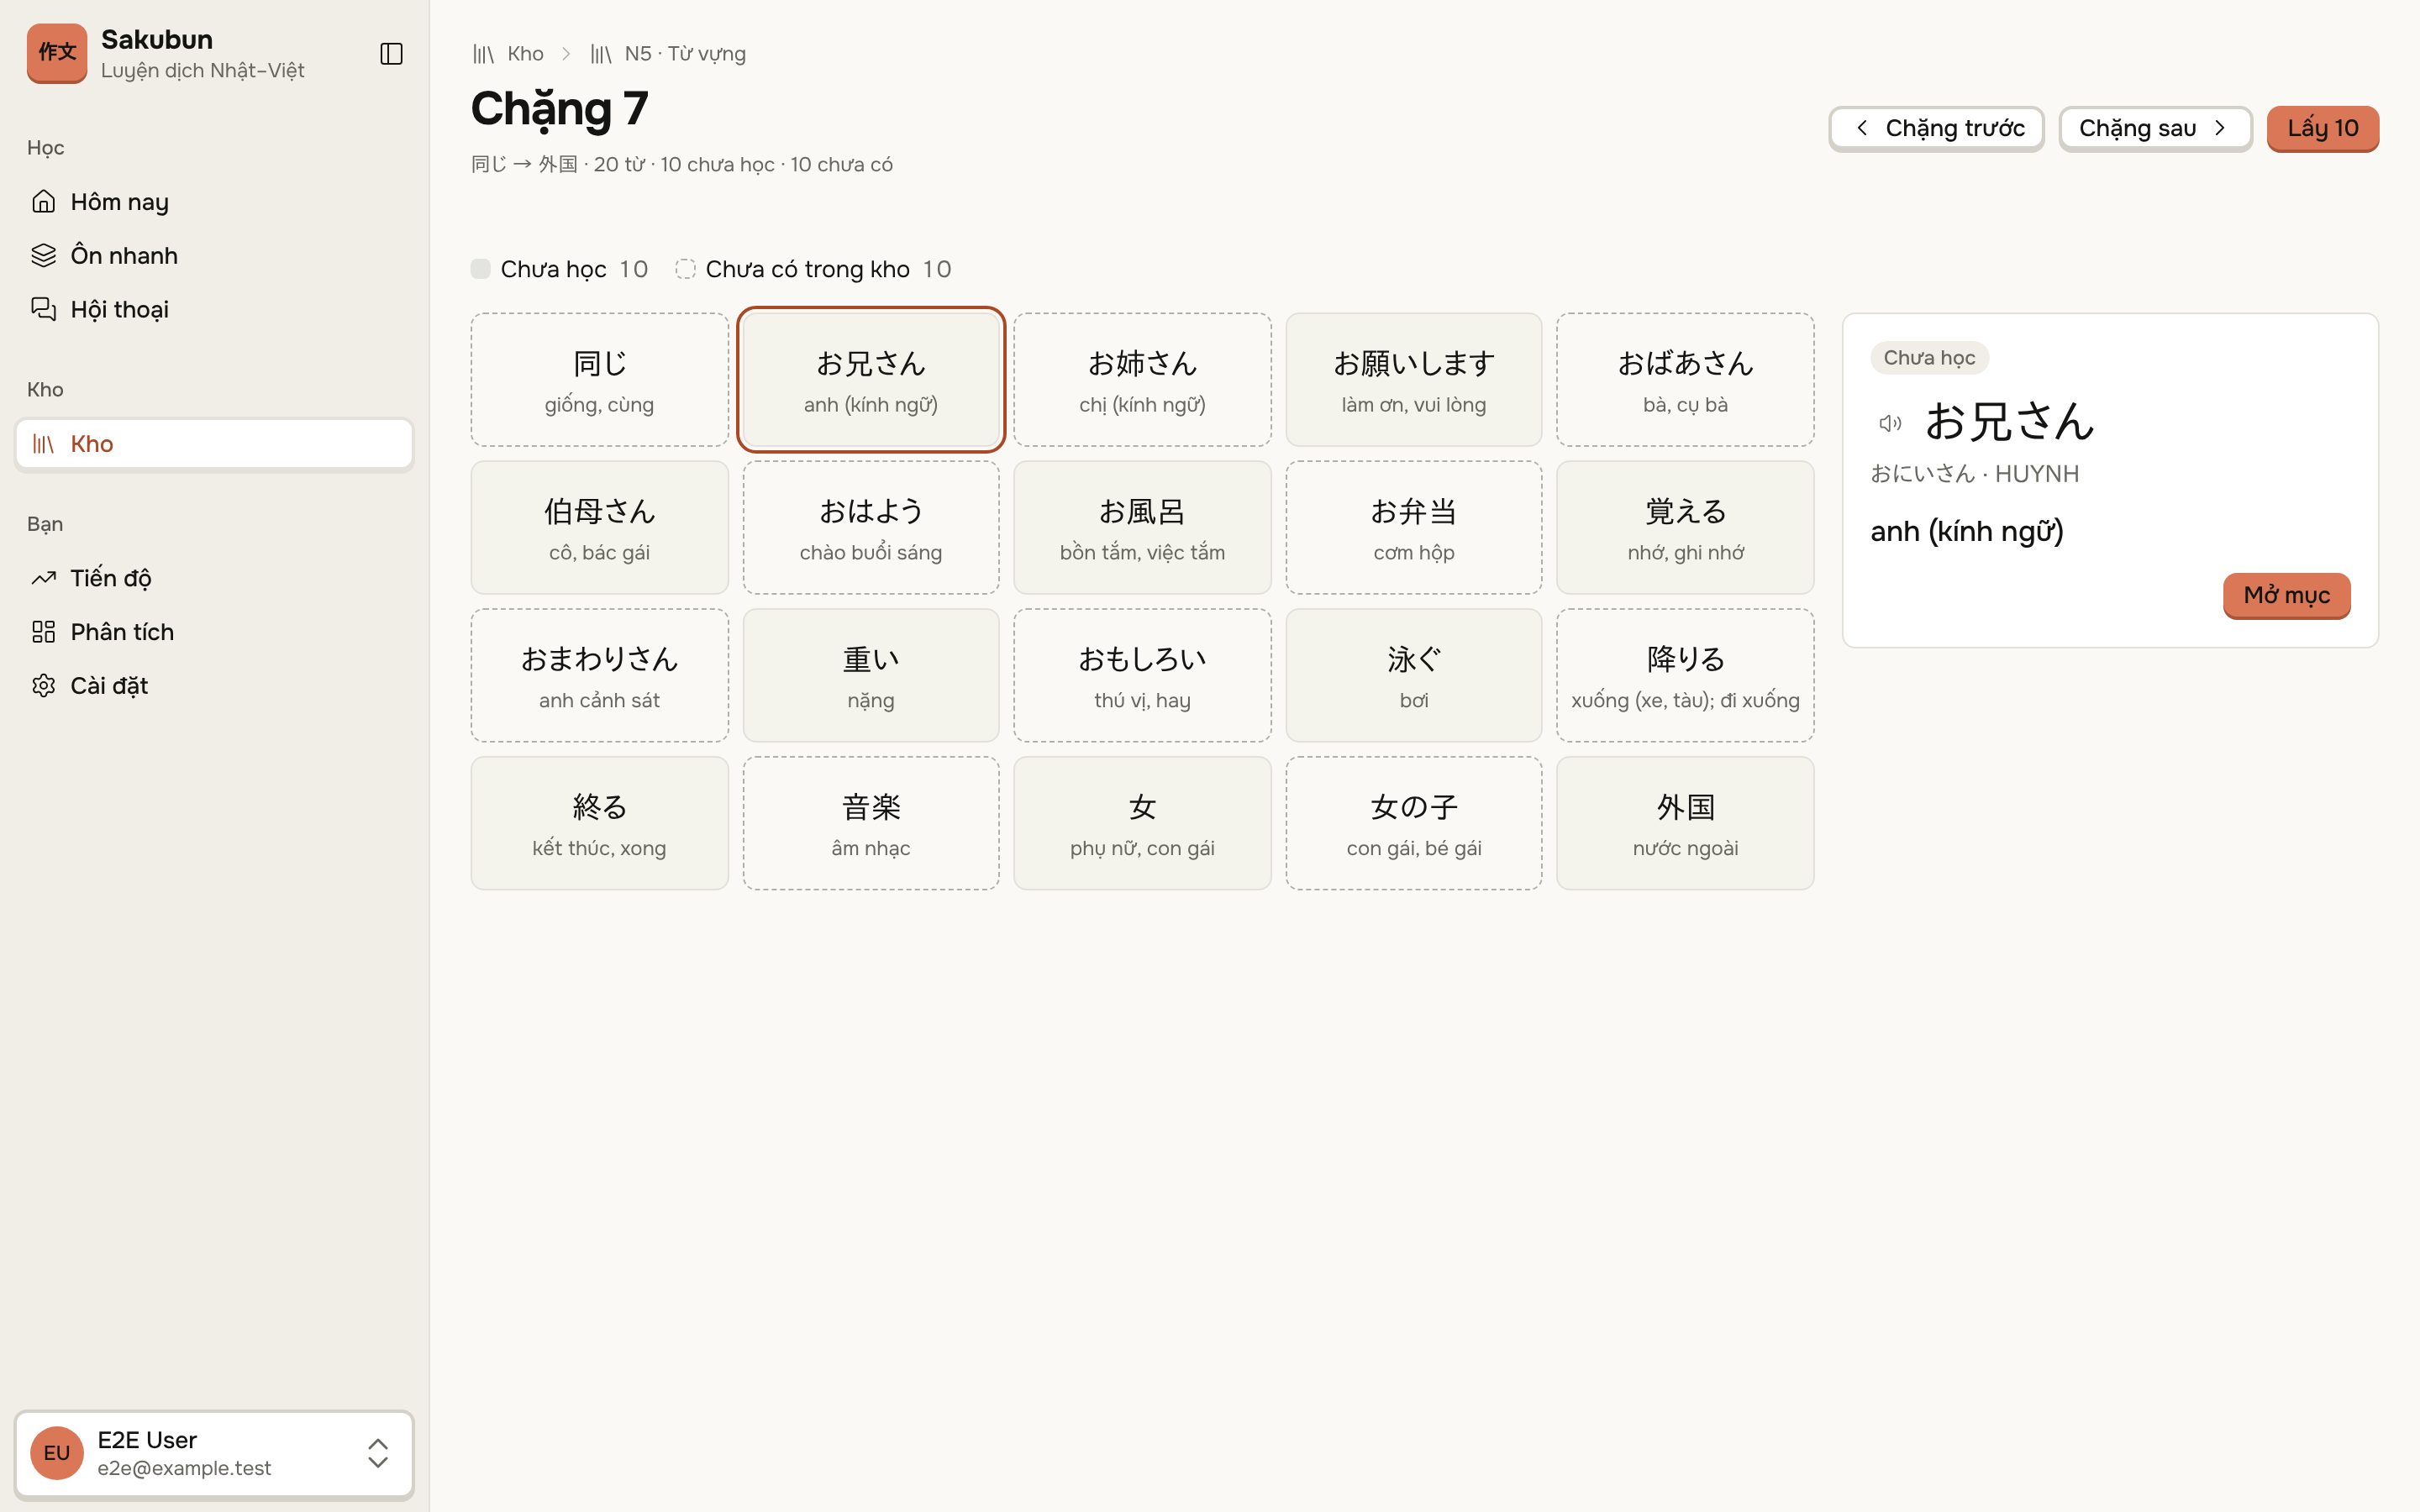 作文
Sakubun
Luyện dịch Nhật–Việt
Học
Hôm nay
Ôn nhanh
Hội thoại
Kho
Kho
Bạn
Tiến độ
Phân tích
Cài đặt
EU
E2E User
e2e@example.test
Kho
N5 · Từ vựng
Chặng 7
同じ → 外国 · 20 từ · 10 chưa học · 10 chưa có
Chặng trước
Chặng sau
Lấy 10
Chưa học 10
Chưa có trong kho 10
同じ
giống, cùng
お兄さん
anh (kính ngữ)
お姉さん
chị (kính ngữ)
お願いします
làm ơn, vui lòng
おばあさん
bà, cụ bà
伯母さん
cô, bác gái
おはよう
chào buổi sáng
お風呂
bồn tắm, việc tắm
お弁当
cơm hộp
覚える
nhớ, ghi nhớ
おまわりさん
anh cảnh sát
重い
nặng
おもしろい
thú vị, hay
泳ぐ
bơi
降りる
xuống (xe, tàu); đi xuống
終る
kết thúc, xong
音楽
âm nhạc
女
phụ nữ, con gái
女の子
con gái, bé gái
外国
nước ngoài
Chưa học
お兄さん
おにいさん · HUYNH
anh (kính ngữ)
Mở mục